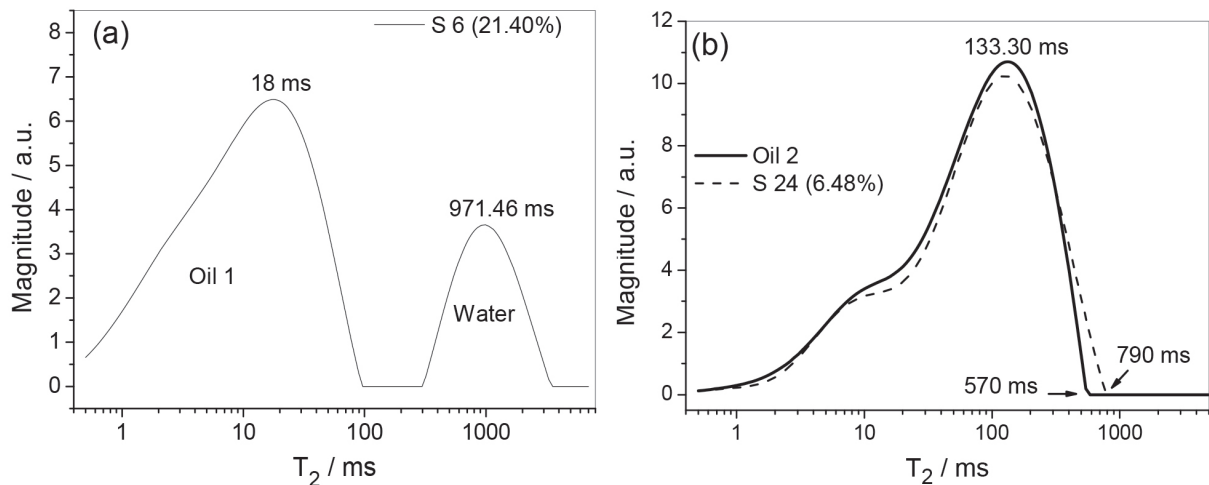 (a)
S 6 (21.40%)
8
7
6
5
4
3
2
1
0
Magnitude / a.u.
18 ms
971.46 ms
Oil 1
Water
1
10
100
1000
T2 / ms
(b)
133.30 ms
12
10
8
6
4
2
0
Magnitude / a.u.
Oil 2
S 24 (6.48%)
790 ms
570 ms
1
10
100
1000
T2 / ms